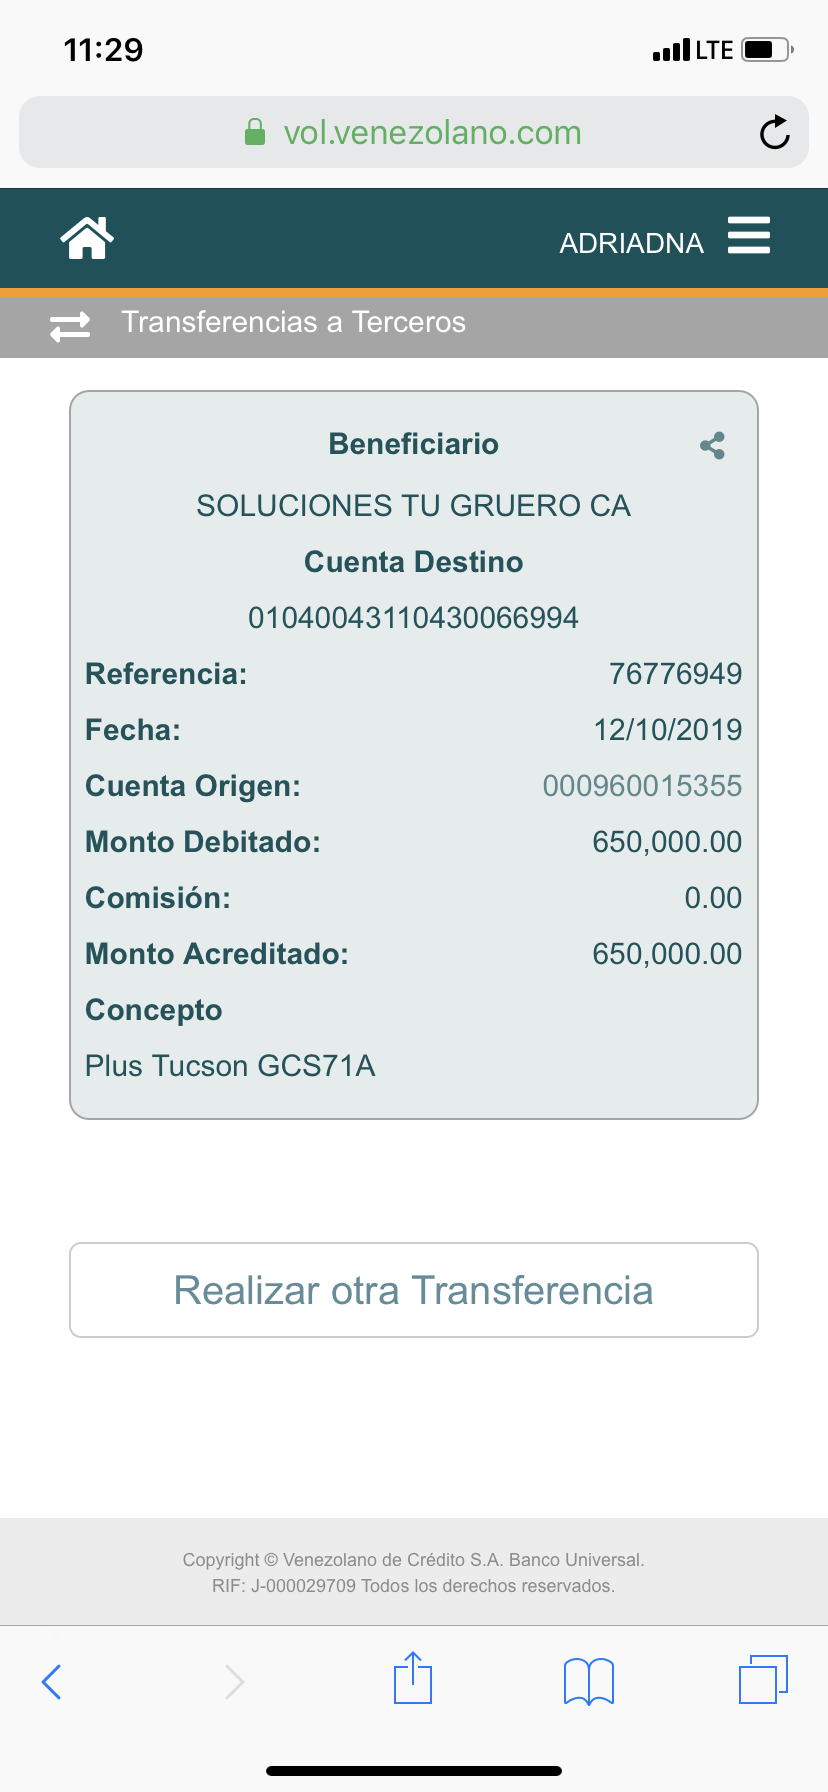 11:29
LTE
vol.venezolano.com
ADRIADNA
Transferencias a Terceros
Beneficiario
SOLUCIONES TU GRUERO CA
Cuenta Destino
01040043110430066994
Referencia: 76776949
Fecha: 12/10/2019
Cuenta Origen: 000960015355
Monto Debitado: 650,000.00
Comisión: 0.00
Monto Acreditado: 650,000.00
Concepto
Plus Tucson GCS71A
Realizar otra Transferencia
Copyright © Venezolano de Crédito S.A. Banco Universal.
RIF: J-000029709 Todos los derechos reservados.